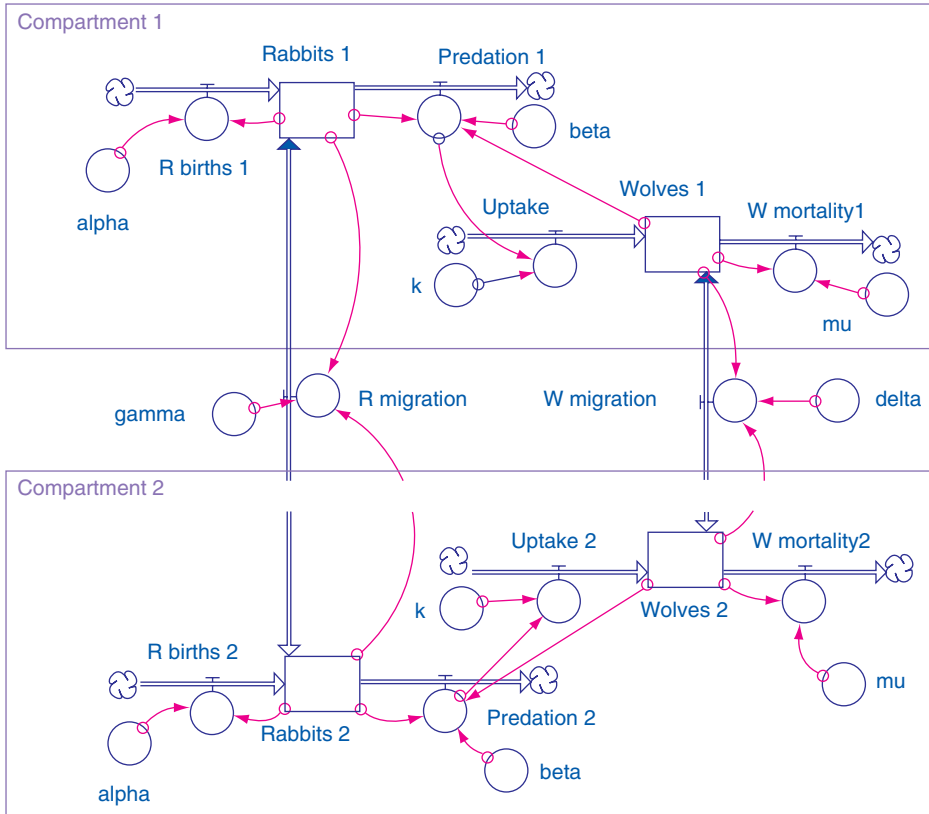 Compartment 1
Rabbits 1
Predation 1
R births 1
beta
alpha
Uptake
Wolves 1
W mortality1
k
mu
gamma
R migration
W migration
delta
Compartment 2
Uptake 2
W mortality2
k
Wolves 2
R births 2
mu
Rabbits 2
Predation 2
alpha
beta